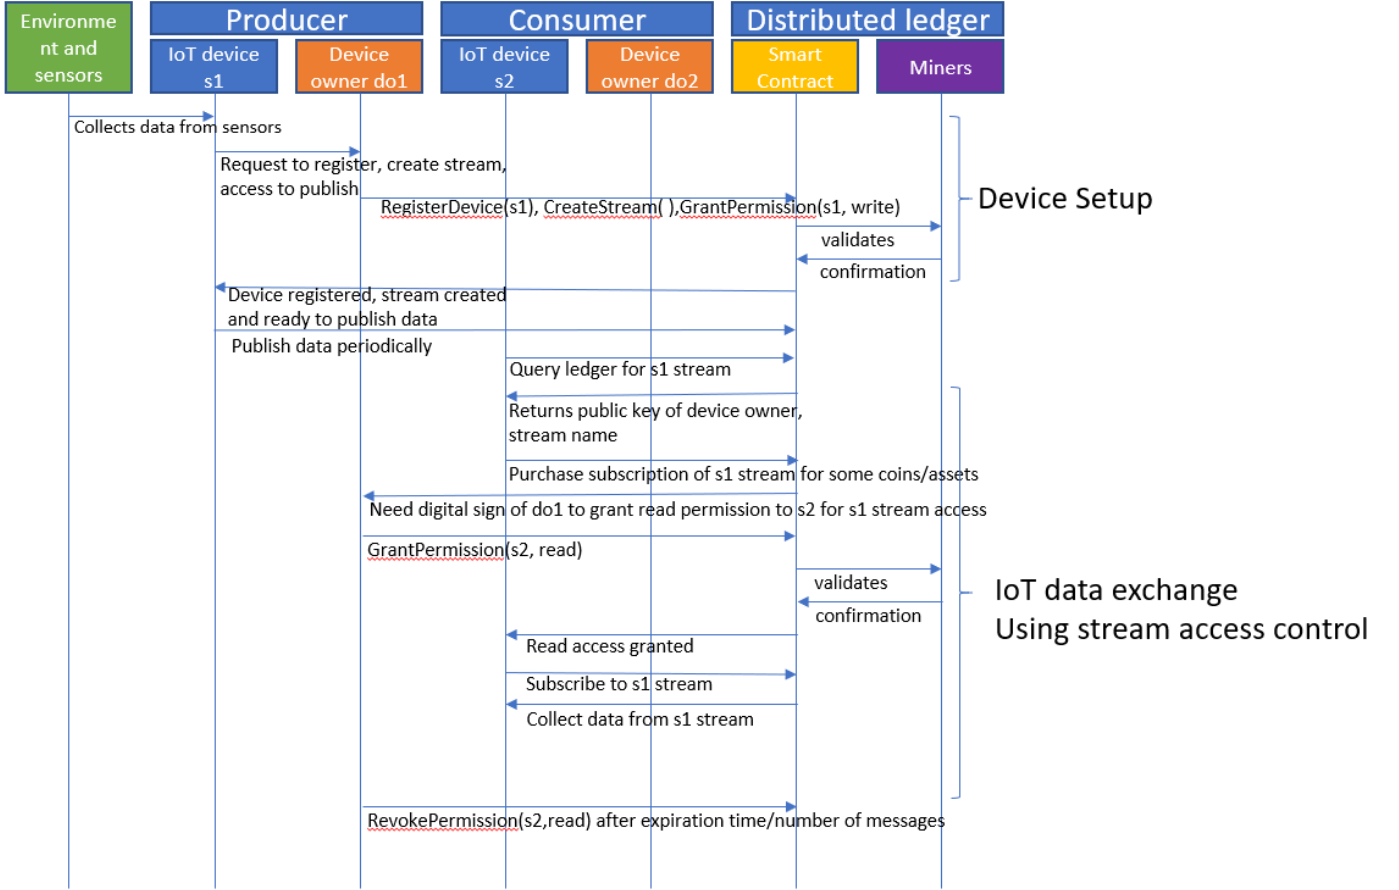 Environme
nt and
sensors
Producer
Consumer
Distributed ledger
IoT device
s1
Device
owner do1
IoT device
s2
Device
owner do2
Smart
Contract
Miners
Collects data from sensors
Request to register, create stream,
access to publish
RegisterDevice(s1), CreateStream( ),GrantPermission(s1, write)
validates
confirmation
Device Setup
Device registered, stream created
and ready to publish data
Publish data periodically
Query ledger for s1 stream
Returns public key of device owner,
stream name
Purchase subscription of s1 stream for some coins/assets
Need digital sign of do1 to grant read permission to s2 for s1 stream access
GrantPermission(s2, read)
validates
confirmation
IoT data exchange
Using stream access control
Read access granted
Subscribe to s1 stream
Collect data from s1 stream
RevokePermission(s2,read) after expiration time/number of messages